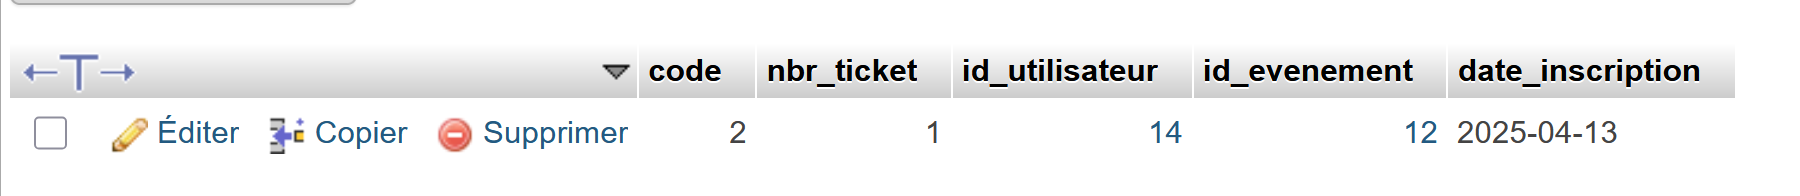 ←T→ code nbr_ticket id_utilisateur id_evenement date_inscription
Éditer Copier Supprimer 2 1 14 12 2025-04-13